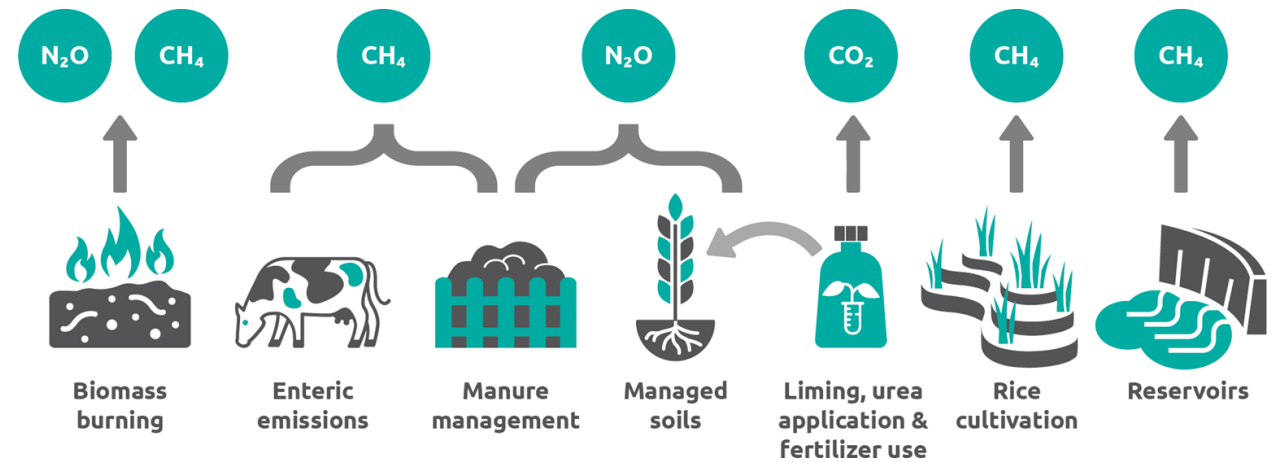 N₂O
CH₄
CH₄
N₂O
CO₂
CH₄
CH₄
Biomass
burning
Enteric
emissions
Manure
management
Managed
soils
Liming, urea
application &
fertilizer use
Rice
cultivation
Reservoirs